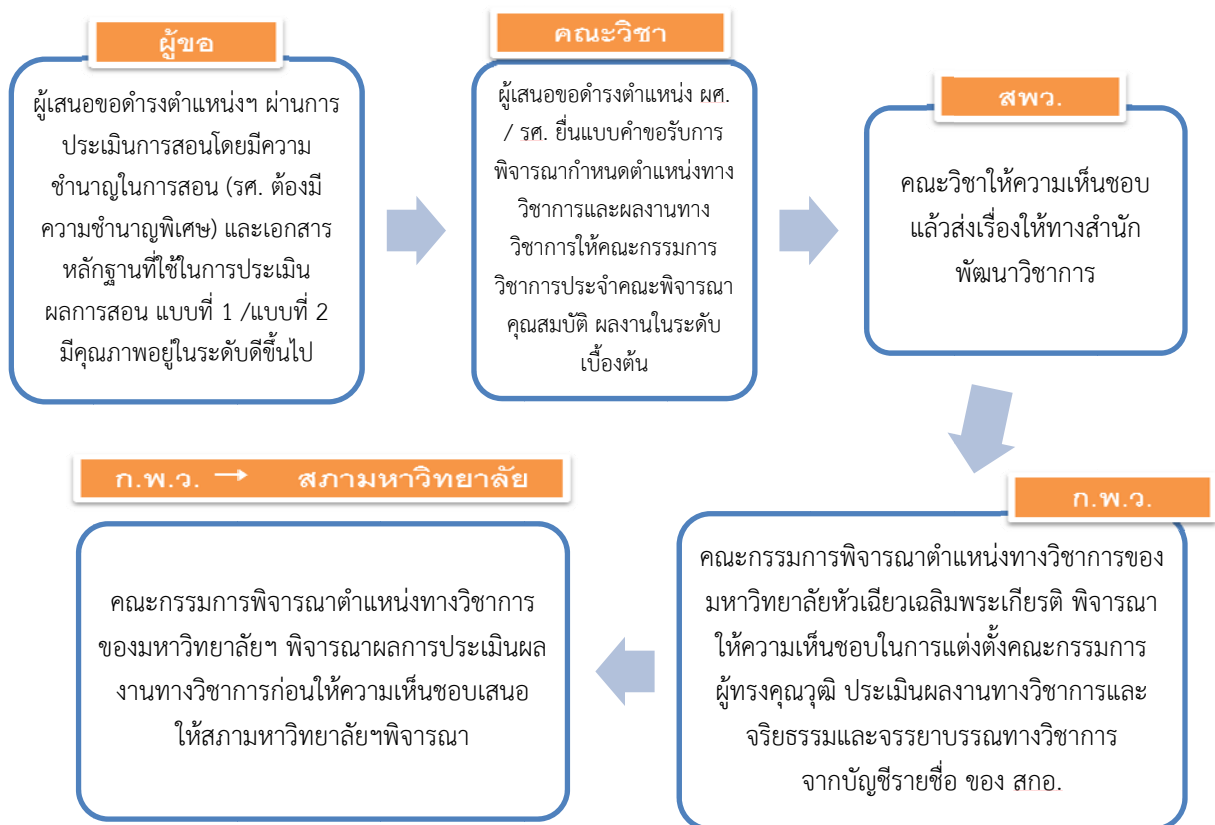 ผู้ขอ
ผู้เสนอขอดำรงตำแหน่งฯ ผ่านการ
ประเมินการสอนโดยมีความ
ชำนาญในการสอน (รศ. ต้องมี
ความชำนาญพิเศษ) และเอกสาร
หลักฐานที่ใช้ในการประเมิน
ผลการสอน แบบที่ 1 /แบบที่ 2
มีคุณภาพอยู่ในระดับดีขึ้นไป
คณะวิชา
ผู้เสนอขอดำรงตำแหน่ง ผศ.
/ รศ. ยื่นแบบคำขอรับการ
พิจารณากำหนดตำแหน่งทาง
วิชาการและผลงานทาง
วิชาการให้คณะกรรมการ
วิชาการประจำคณะพิจารณา
คุณสมบัติ ผลงานในระดับ
เบื้องต้น
สพว.
คณะวิชาให้ความเห็นชอบ
แล้วส่งเรื่องให้ทางสำนัก
พัฒนาวิชาการ
ก.พ.ว.
คณะกรรมการพิจารณาตำแหน่งทางวิชาการของ
มหาวิทยาลัยหัวเฉียวเฉลิมพระเกียรติ พิจารณา
ให้ความเห็นชอบในการแต่งตั้งคณะกรรมการ
ผู้ทรงคุณวุฒิ ประเมินผลงานทางวิชาการและ
จริยธรรมและจรรยาบรรณทางวิชาการ
จากบัญชีรายชื่อ ของ สกอ.
ก.พ.ว. → สภามหาวิทยาลัย
คณะกรรมการพิจารณาตำแหน่งทางวิชาการ
ของมหาวิทยาลัยฯ พิจารณาผลการประเมินผล
งานทางวิชาการก่อนให้ความเห็นชอบเสนอ
ให้สภามหาวิทยาลัยฯพิจารณา